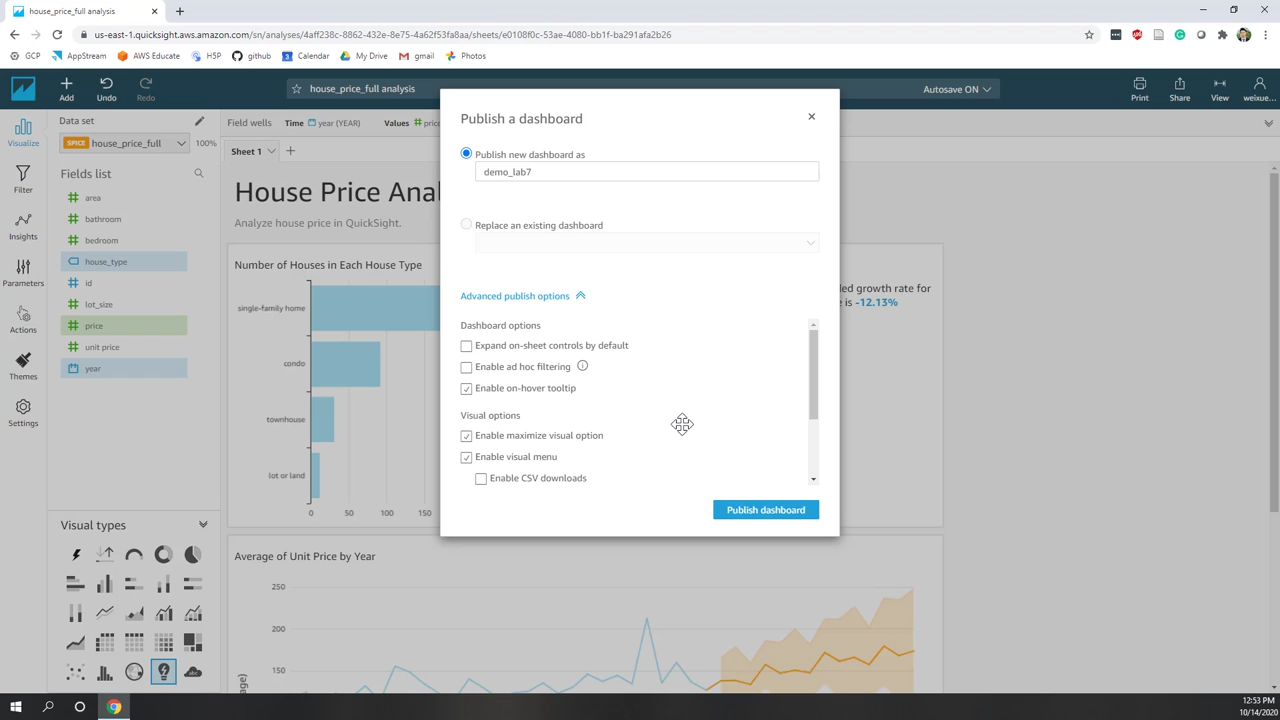 house_price_full analysis
us-east-1.quicksight.aws.amazon.com/sn/analyses/4aff238c-8862-432e-8e75-4a62f53fa8aa/sheets/e0108f0c-53ae-4080-bb1f-ba291afa2b26
GCP AppStream AWS Educate H5P github Calendar My Drive gmail Photos
Add Undo Redo house_price_full analysis Autosave ON Print Share View weixue...
Visualize
Filter
Insights
Parameters
Actions
Themes
Settings
Data set
SPICE house_price_full 100%
Fields list
area
bathroom
bedroom
house_type
id
lot_size
price
unit price
year
Visual types
Field wells Time year (YEAR) Values
Sheet 1
House Price Anal
Analyze house price in QuickSight.
Number of Houses in Each House Type
single-family home
condo
townhouse
lot or land
0 50 100 150
ded growth rate for
e is -12.13%
Average of Unit Price by Year
250
200
150
Publish a dashboard
Publish new dashboard as
demo_lab7
Replace an existing dashboard
Advanced publish options
Dashboard options
Expand on-sheet controls by default
Enable ad hoc filtering
Enable on-hover tooltip
Visual options
Enable maximize visual option
Enable visual menu
Enable CSV downloads
Publish dashboard
12:53 PM
10/14/2020